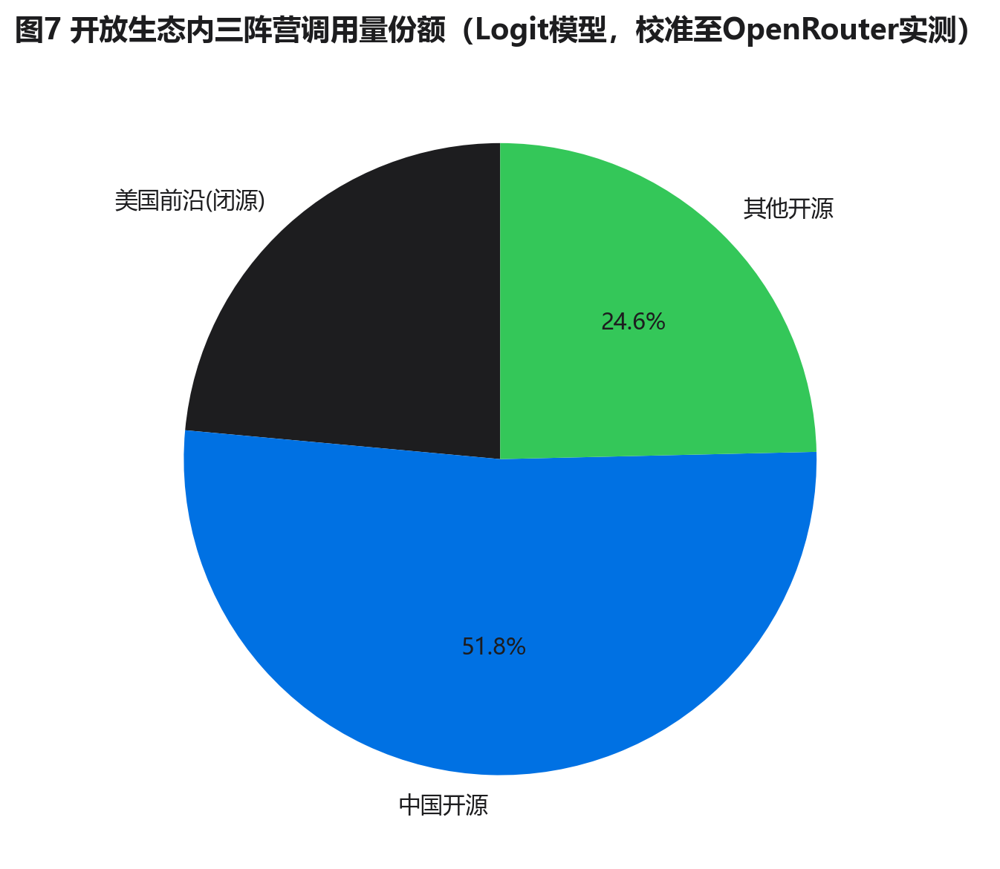 图7 开放生态内三阵营调用量份额（Logit模型，校准至OpenRouter实测）
美国前沿(闭源)
其他开源
24.6%
51.8%
中国开源